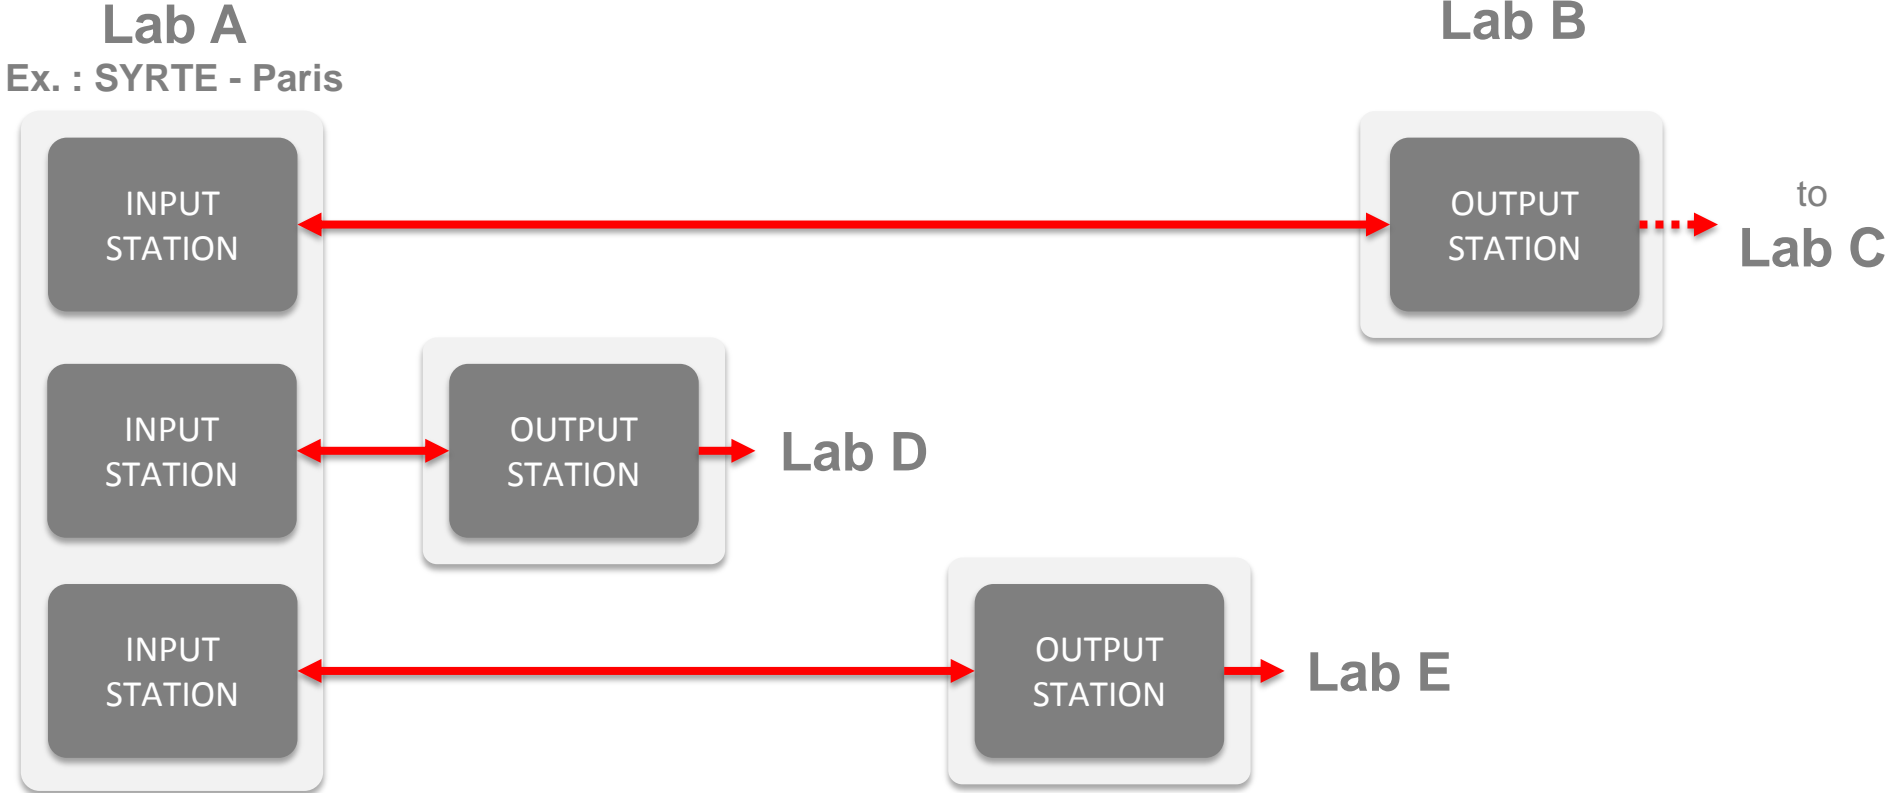 Lab A
Ex. : SYRTE - Paris
Lab B
INPUT
STATION
OUTPUT
STATION
to
Lab C
INPUT
STATION
OUTPUT
STATION
Lab D
INPUT
STATION
OUTPUT
STATION
Lab E